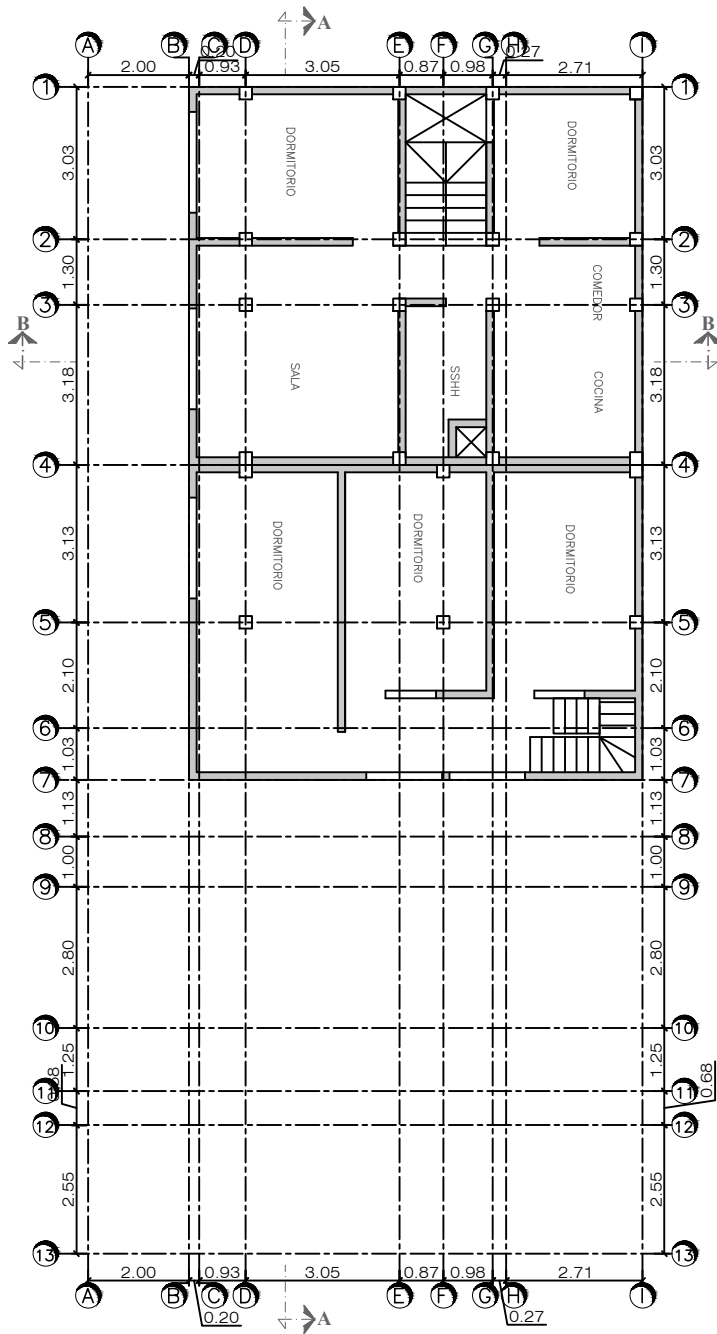 A
A B C D E F G H I
0.20 0.27
2.00 0.93 3.05 0.87 0.98 2.71
1 1
3.03 DORMITORIO DORMITORIO 3.03
2 2
1.30 COMEDOR 1.30
3 3
B B
3.18 SALA SSHH COCINA 3.18
4 4
3.13 DORMITORIO DORMITORIO DORMITORIO 3.13
5 5
2.10 2.10
6 6
1.03 1.03
7 7
1.13 1.13
8 8
1.00 1.00
9 9
2.80 2.80
10 10
1.25 1.25
0.68 0.68
11 11
12 12
2.55 2.55
13 13
2.00 0.93 3.05 0.87 0.98 2.71
A B C D E F G H I
0.20 0.27
A